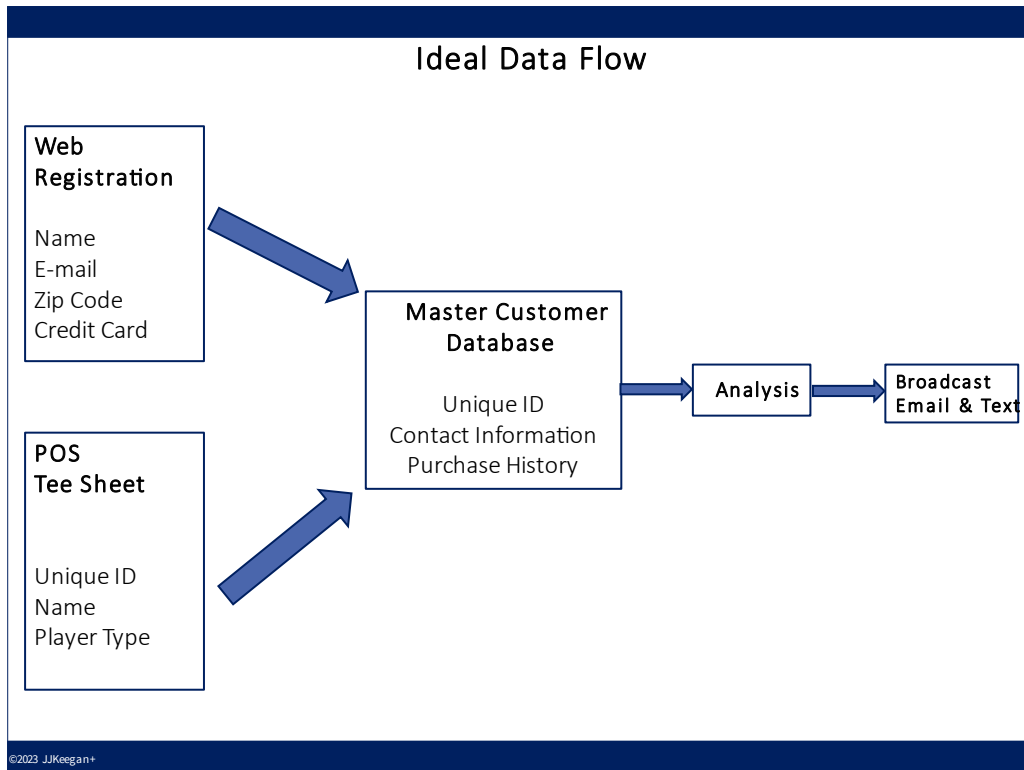 Ideal Data Flow
Web
Registration
Name
E-mail
Zip Code
Credit Card
POS
Tee Sheet
Unique ID
Name
Player Type
Master Customer
Database
Unique ID
Contact Information
Purchase History
Analysis
Broadcast
Email & Text
©2023 JJKeegan+